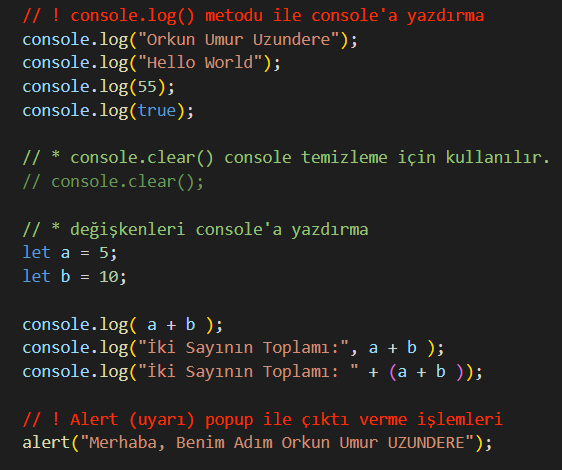 // ! console.log() metodu ile console'a yazdırma
console.log("Orkun Umur Uzundere");
console.log("Hello World");
console.log(55);
console.log(true);
// * console.clear() console temizleme için kullanılır.
// console.clear();
// * değişkenleri console'a yazdırma
let a = 5;
let b = 10;
console.log( a + b );
console.log("İki Sayının Toplamı:", a + b );
console.log("İki Sayının Toplamı: " + (a + b ));
// ! Alert (uyarı) popup ile çıktı verme işlemleri
alert("Merhaba, Benim Adım Orkun Umur UZUNDERE");